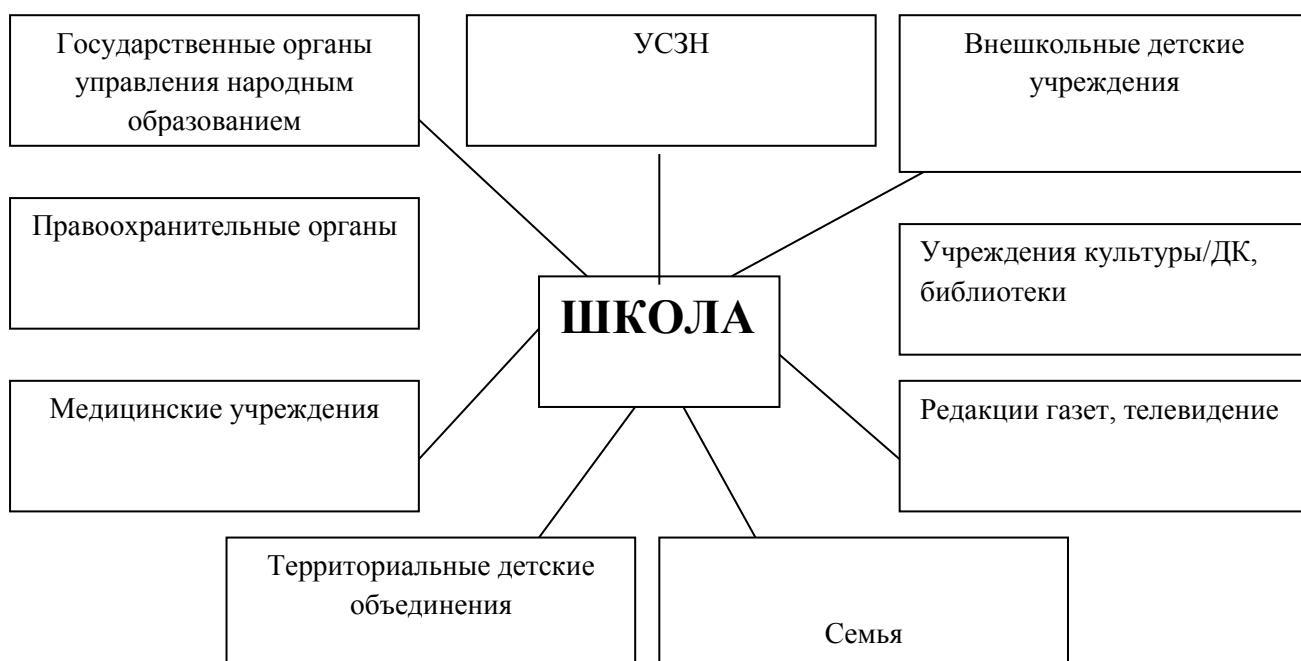 Государственные органы
управления народным
образованием
УСЗН
Внешкольные детские
учреждения
Правоохранительные органы
Учреждения культуры/ДК,
библиотеки
ШКОЛА
Медицинские учреждения
Редакции газет, телевидение
Территориальные детские
объединения
Семья